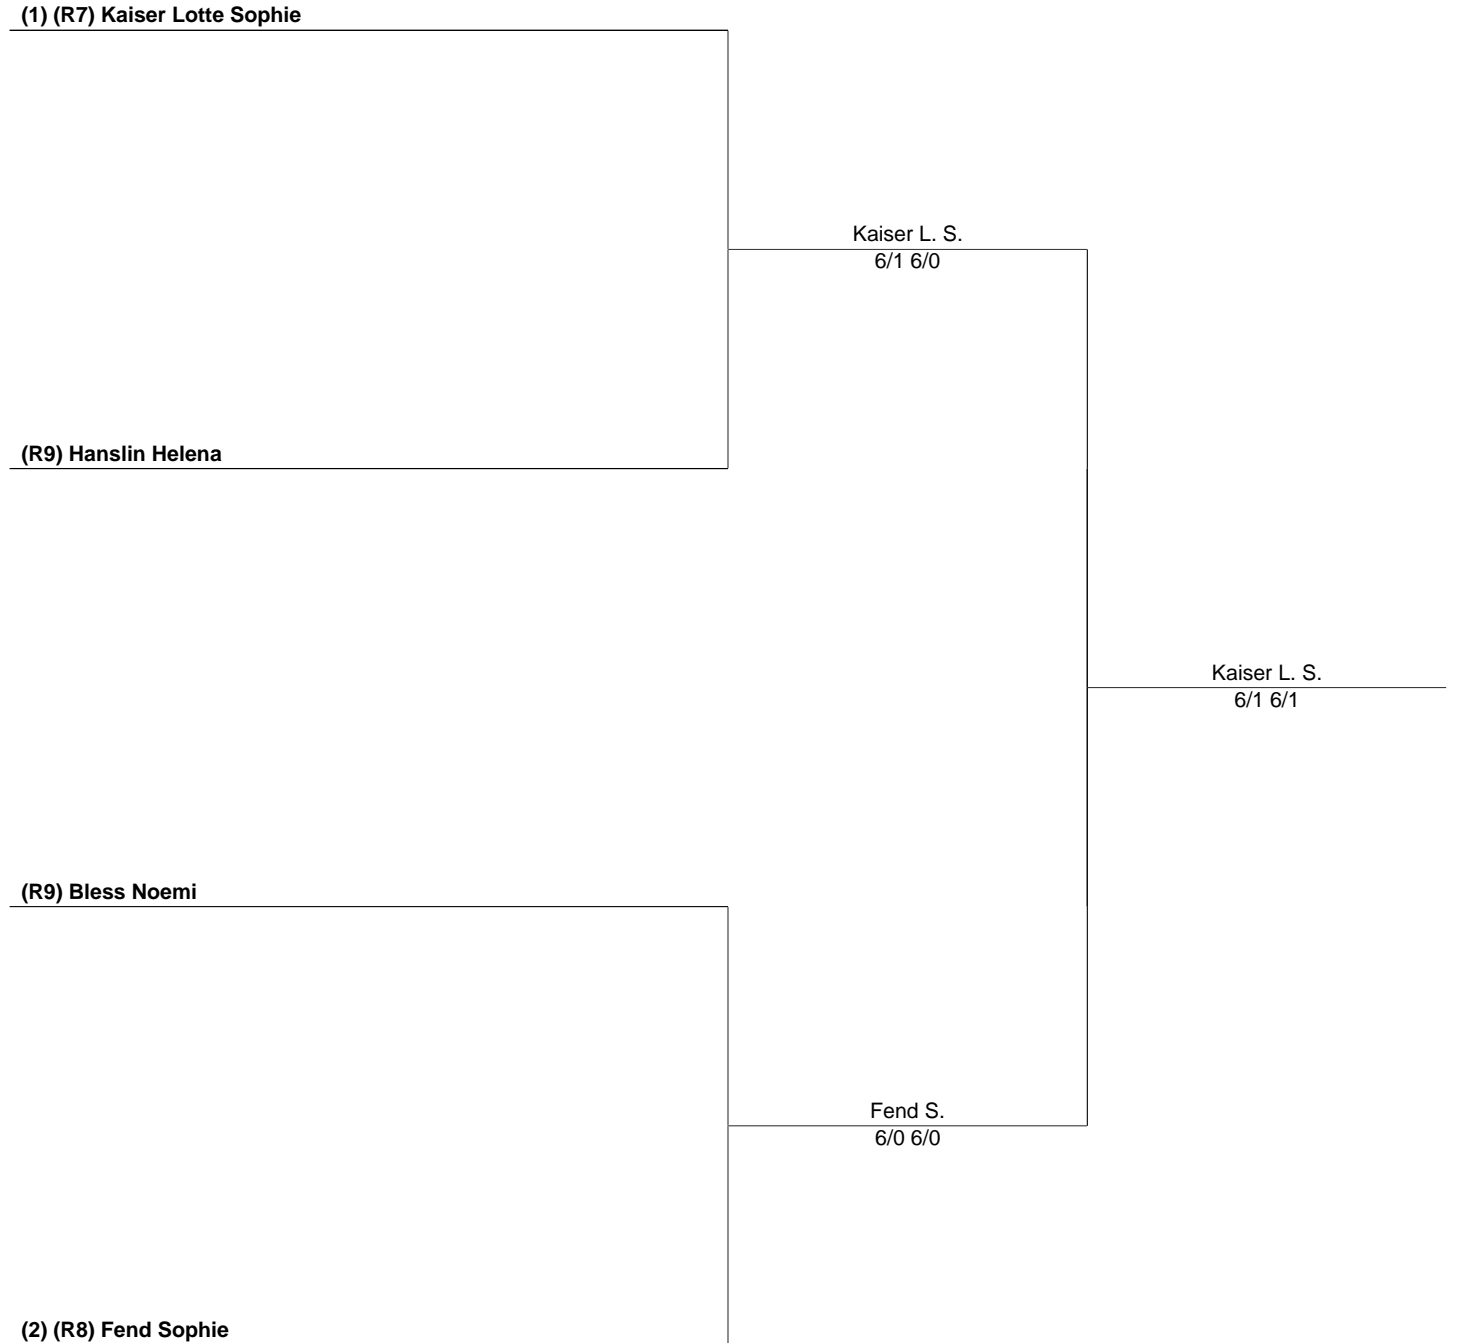 (1) (R7) Kaiser Lotte Sophie
Kaiser L. S.
6/1 6/0
(R9) Hanslin Helena
Kaiser L. S.
6/1 6/1
(R9) Bless Noemi
Fend S.
6/0 6/0
(2) (R8) Fend Sophie